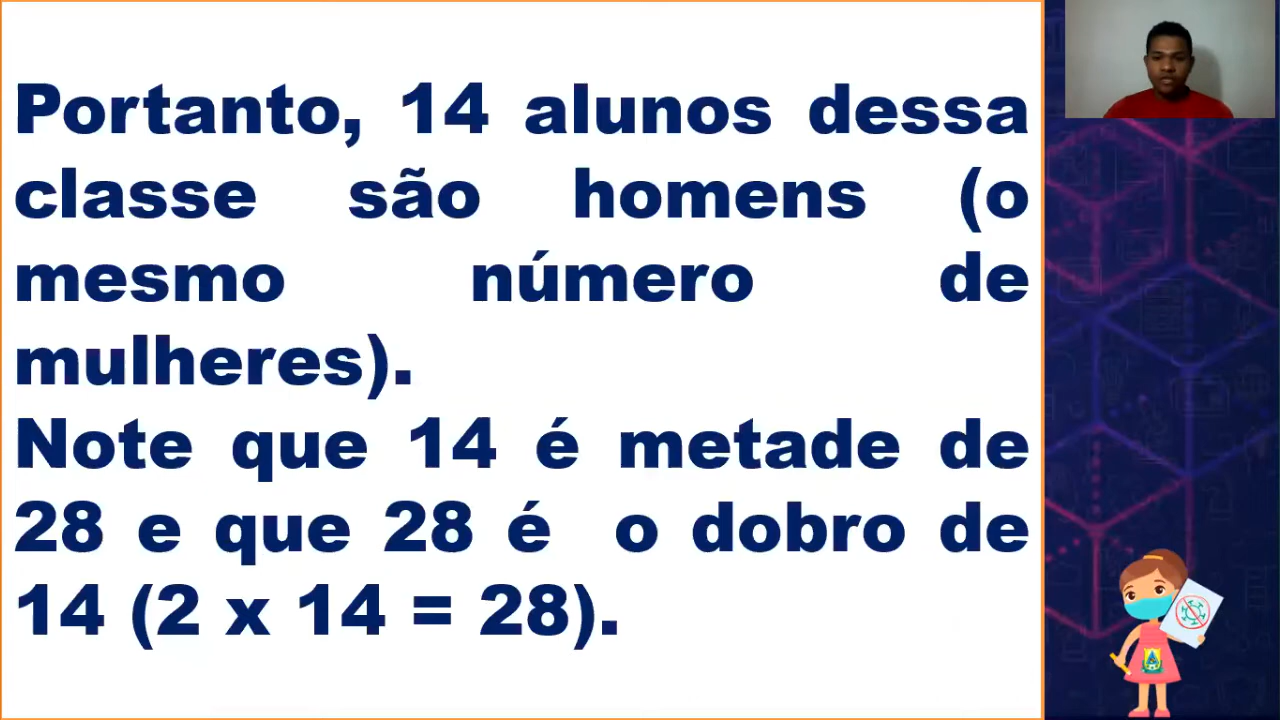 Portanto, 14 alunos dessa
classe são homens (o
mesmo número de
mulheres).
Note que 14 é metade de
28 e que 28 é o dobro de
14 (2 x 14 = 28).